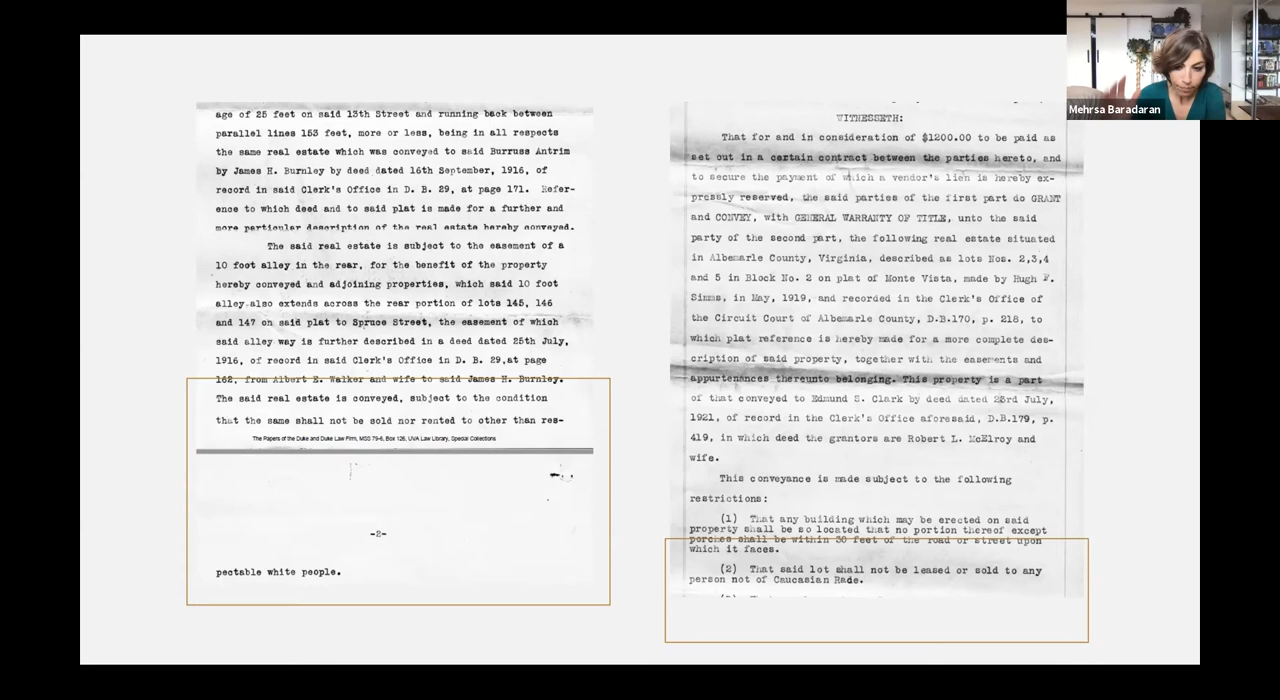 Mehrsa Baradaran
age of 25 feet on said 13th Street and running back between
parallel lines 153 feet, more or less, being in all respects
the same real estate which was conveyed to said Burruss Antrim
by James H. Burnley by deed dated 16th September, 1916, of
record in said Clerk's Office in D. B. 29, at page 171. Refer-
ence to which deed and to said plat is made for a further and
more particular description of the real estate hereby conveyed.
The said real estate is subject to the easement of a
10 foot alley in the rear, for the benefit of the property
hereby conveyed and adjoining properties, which said 10 foot
alley also extends across the rear portion of lots 145, 146
and 147 on said plat to Spruce Street, the easement of which
said alley way is further described in a deed dated 25th July,
1916, of record in said Clerk's Office in D. B. 29,at page
162, from Albert E. Walker and wife to said James H. Burnley.
The said real estate is conveyed, subject to the condition
that the same shall not be sold nor rented to other than res-
The Papers of the Duke and Duke Law Firm, MSS 79-6, Box 126, UVA Law Library, Special Collections
-2-
pectable white people.
WITNESSETH:
That for and in consideration of $1200.00 to be paid as
set out in a certain contract between the parties hereto, and
to secure the payment of which a vendor's lien is hereby ex-
pressly reserved, the said parties of the first part do GRANT
and CONVEY, with GENERAL WARRANTY OF TITLE, unto the said
party of the second part, the following real estate situated
in Albemarle County, Virginia, described as lots Nos. 2,3,4
and 5 in Block No. 2 on plat of Monte Vista, made by Hugh F.
Simms, in May, 1919, and recorded in the Clerk's Office of
the Circuit Court of Albemarle County, D.B.170, p. 218, to
which plat reference is hereby made for a more complete des-
cription of said property, together with the easements and
appurtenances thereunto belonging. This property is a part
of that conveyed to Edmund S. Clark by deed dated 23rd July,
1921, of record in the Clerk's Office aforesaid, D.B.179, p.
419, in which deed the grantors are Robert L. McElroy and
wife.
This conveyance is made subject to the following
restrictions:
(1) That any building which may be erected on said
property shall be so located that no portion thereof except
porches shall be within 30 feet of the road or street upon
which it faces.
(2) That said lot shall not be leased or sold to any
person not of Caucasian Rade.